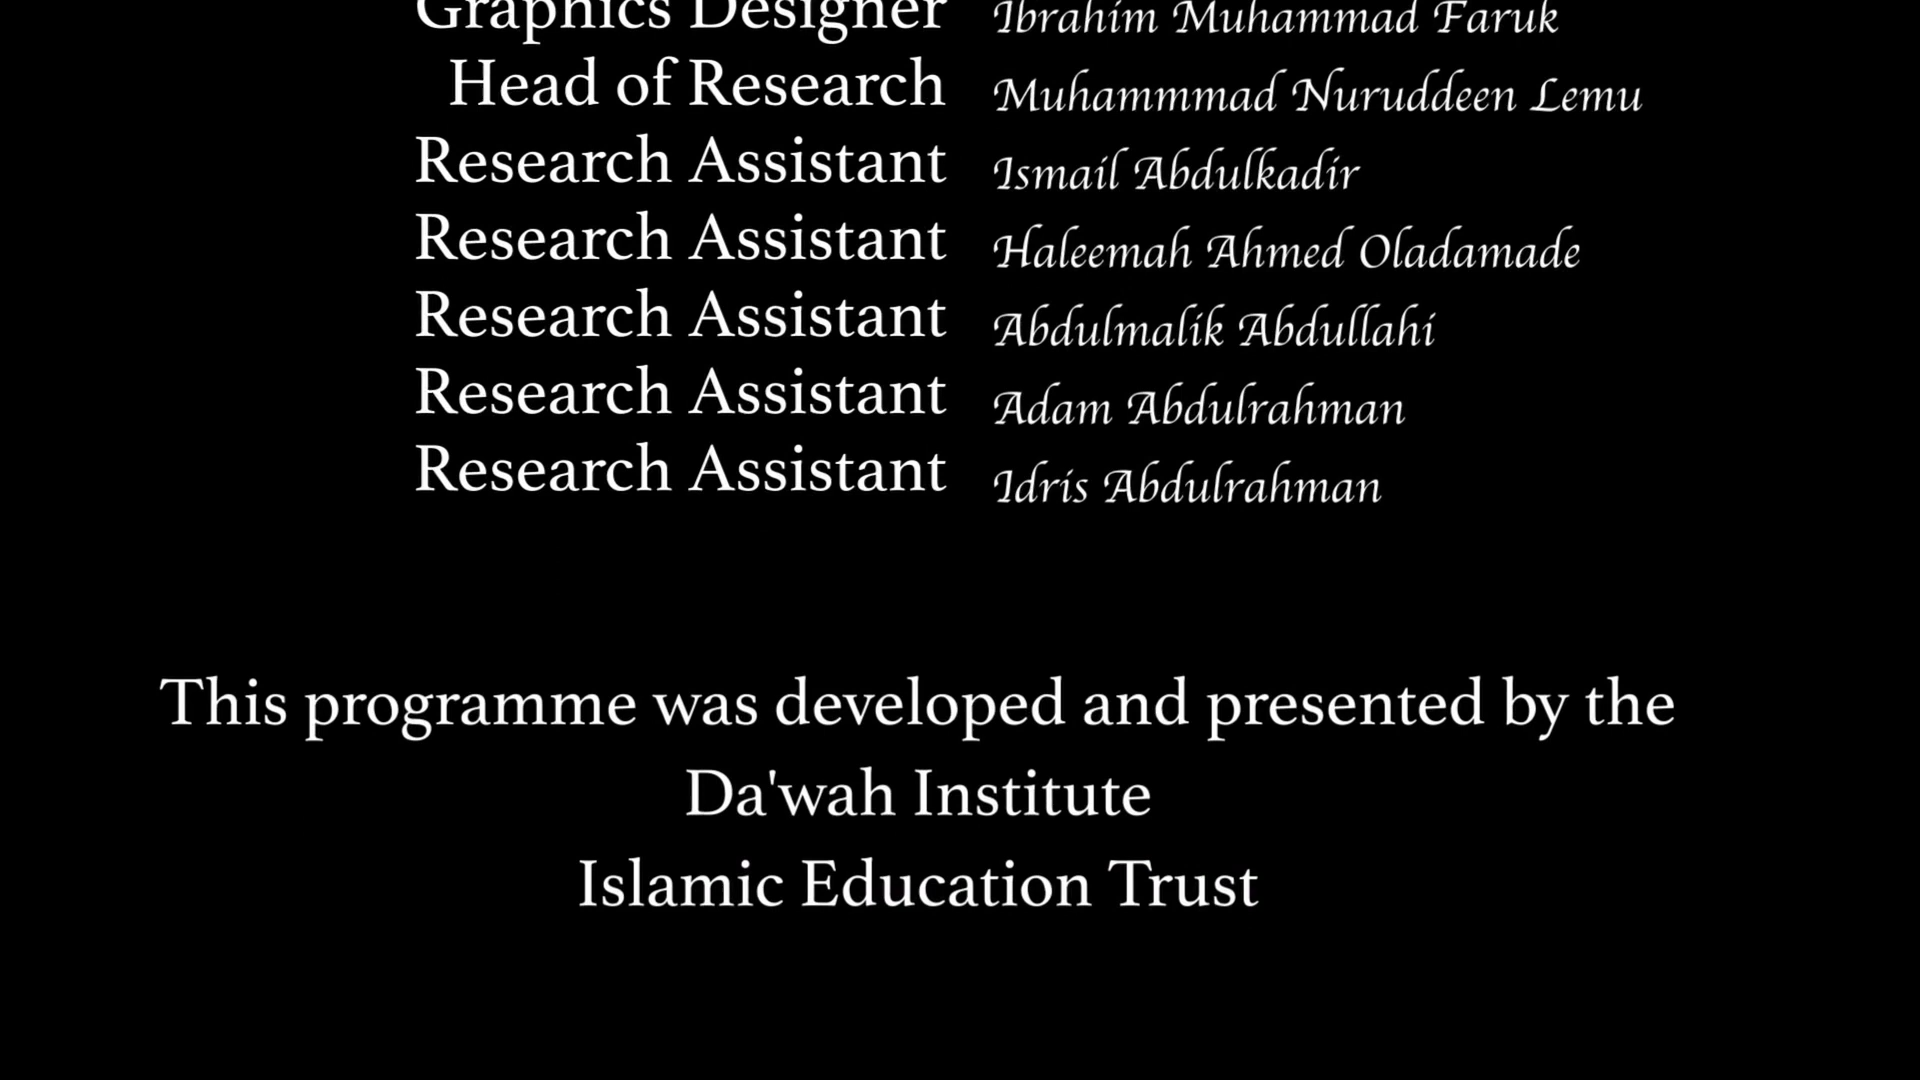 Graphics Designer Ibrahim Muhammad Faruk
Head of Research Muhammmad Nuruddeen Lemu
Research Assistant Ismail Abdulkadir
Research Assistant Haleemah Ahmed Oladamade
Research Assistant Abdulmalik Abdullahi
Research Assistant Adam Abdulrahman
Research Assistant Idris Abdulrahman
This programme was developed and presented by the
Da'wah Institute
Islamic Education Trust